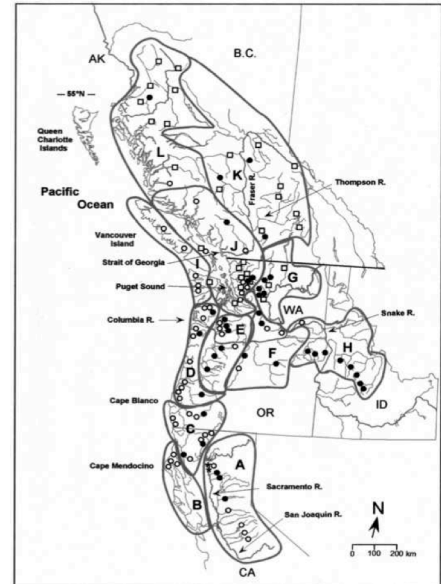 AK
B.C.
— 55°N —
Queen
Charlotte
Islands
L
K
Fraser R.
Thompson R.
Pacific
Ocean
Vancouver
Island
J
Strait of Georgia
I
G
Puget Sound
WA
Snake R.
Columbia R.
E
F
H
D
ID
Cape Blanco
OR
C
A
Cape Mendocino
Sacramento R.
B
San Joaquin R.
N
CA
0 100 200 km